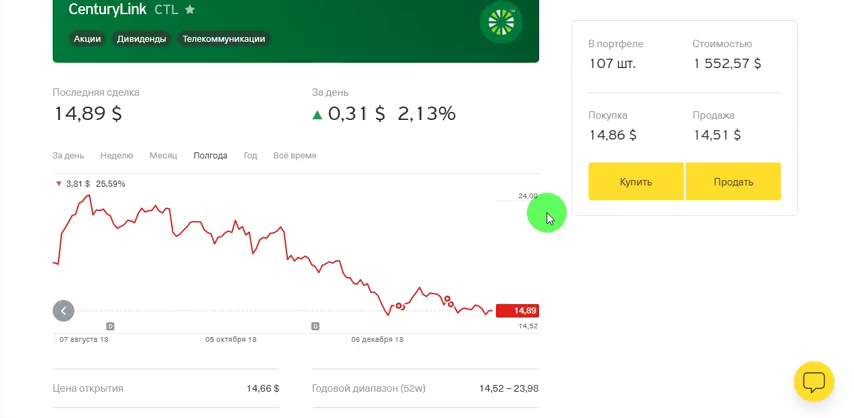 CenturyLink CTL
Акции Дивиденды Телекоммуникации
Последняя сделка
14,89 $
За день
0,31 $ 2,13%
За день Неделю Месяц Полгода Год Всё время
3,81 $ 25,59%
24,00
14,89
14,52
D D
07 августа 18 05 октября 18 06 декабря 18
Цена открытия 14,66 $
Годовой диапазон (52w) 14,52 – 23,98
В портфеле Стоимостью
107 шт. 1 552,57 $
Покупка Продажа
14,86 $ 14,51 $
Купить Продать